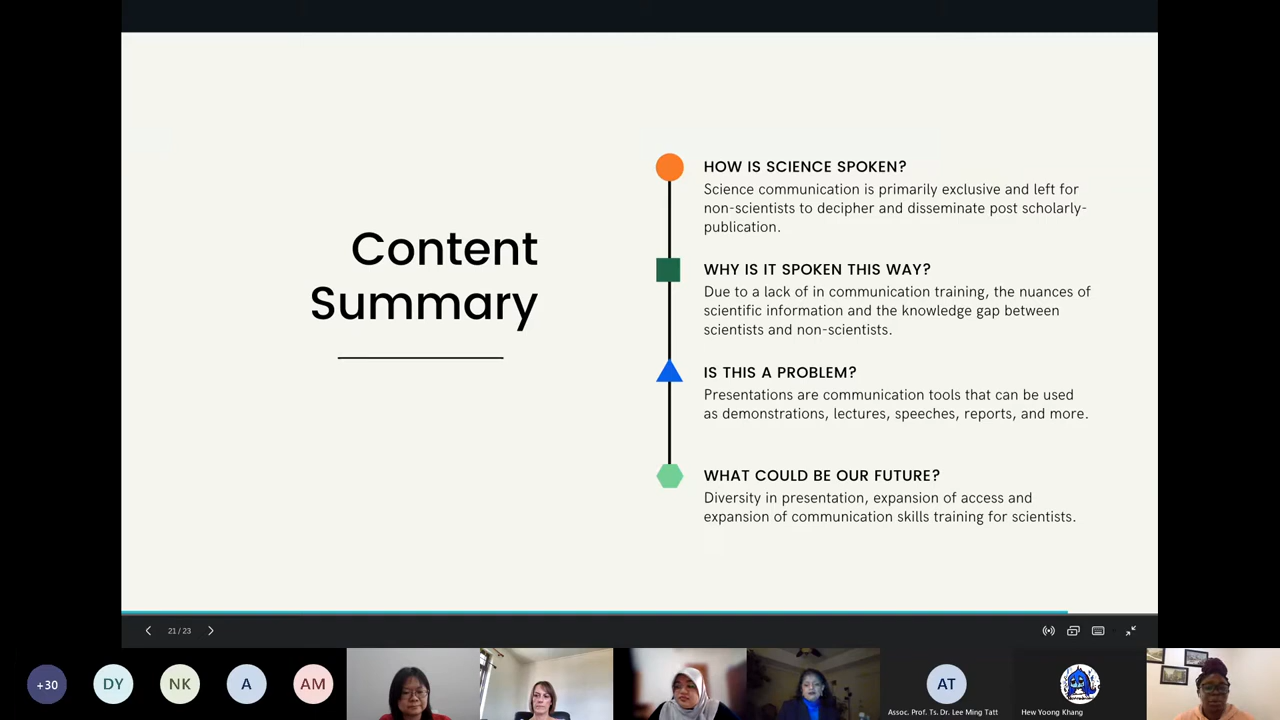 Content
Summary
HOW IS SCIENCE SPOKEN?
Science communication is primarily exclusive and left for
non-scientists to decipher and disseminate post scholarly-
publication.
WHY IS IT SPOKEN THIS WAY?
Due to a lack of in communication training, the nuances of
scientific information and the knowledge gap between
scientists and non-scientists.
IS THIS A PROBLEM?
Presentations are communication tools that can be used
as demonstrations, lectures, speeches, reports, and more.
WHAT COULD BE OUR FUTURE?
Diversity in presentation, expansion of access and
expansion of communication skills training for scientists.
21 / 23
+30
DY
NK
A
AM
AT
Assoc. Prof. Ts. Dr. Lee Ming Tatt
Hew Yoong Khang